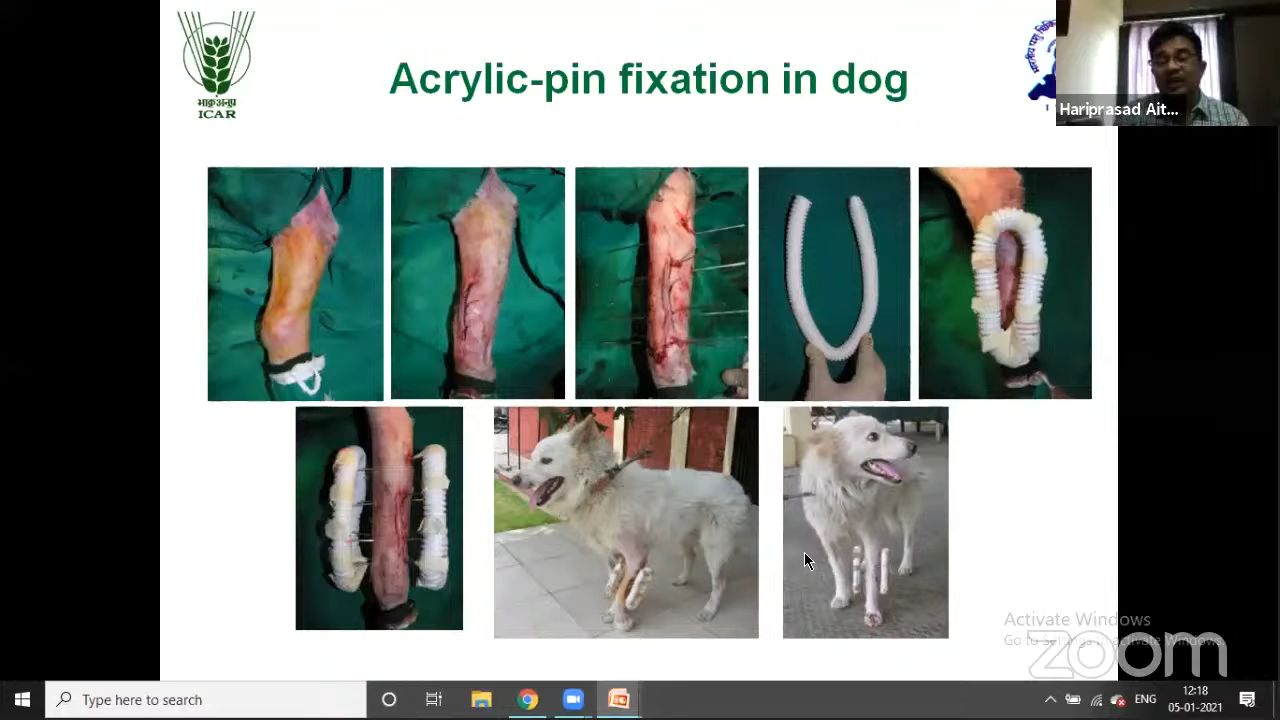 Acrylic-pin fixation in dog
भाकृअनुप
ICAR
Hariprasad Ait...
Activate Windows
Go to Settings to activate Windows.
zoom
Type here to search
ENG
12:18
05-01-2021